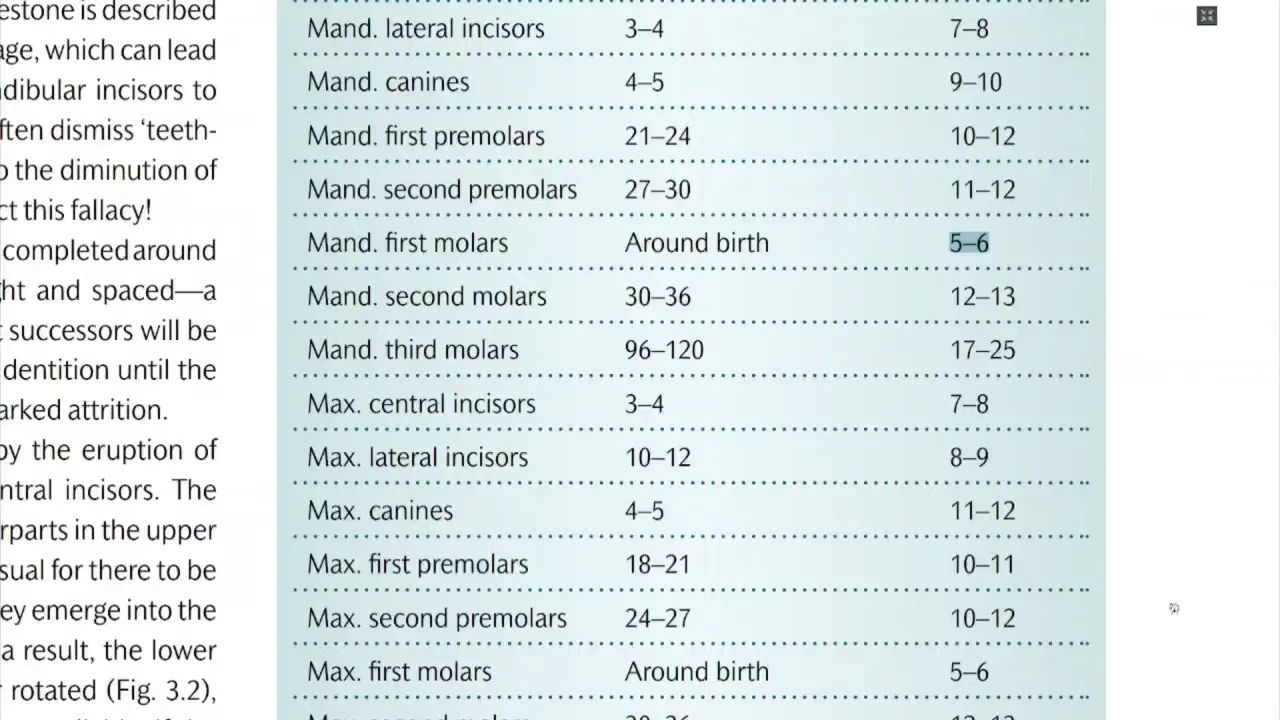 estone is described
age, which can lead
dibular incisors to
ften dismiss ‘teeth-
o the diminution of
ct this fallacy!
completed around
ht and spaced—a
t successors will be
dentition until the
arked attrition.
by the eruption of
ntral incisors. The
rparts in the upper
sual for there to be
ey emerge into the
a result, the lower
r rotated (Fig. 3.2),
Mand. lateral incisors 3–4 7–8
Mand. canines 4–5 9–10
Mand. first premolars 21–24 10–12
Mand. second premolars 27–30 11–12
Mand. first molars Around birth 5–6
Mand. second molars 30–36 12–13
Mand. third molars 96–120 17–25
Max. central incisors 3–4 7–8
Max. lateral incisors 10–12 8–9
Max. canines 4–5 11–12
Max. first premolars 18–21 10–11
Max. second premolars 24–27 10–12
Max. first molars Around birth 5–6